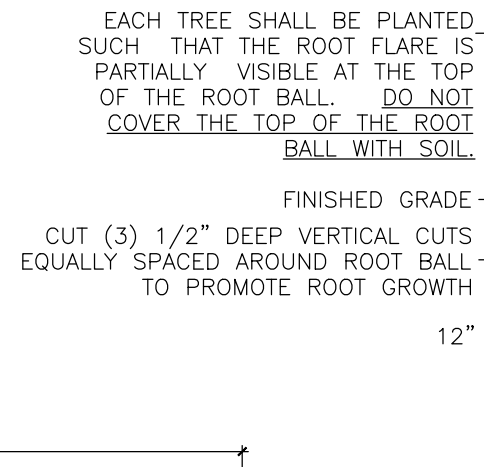 EACH TREE SHALL BE PLANTED
SUCH THAT THE ROOT FLARE IS
PARTIALLY VISIBLE AT THE TOP
OF THE ROOT BALL. DO NOT
COVER THE TOP OF THE ROOT
BALL WITH SOIL.
FINISHED GRADE
CUT (3) 1/2” DEEP VERTICAL CUTS
EQUALLY SPACED AROUND ROOT BALL
TO PROMOTE ROOT GROWTH
12”